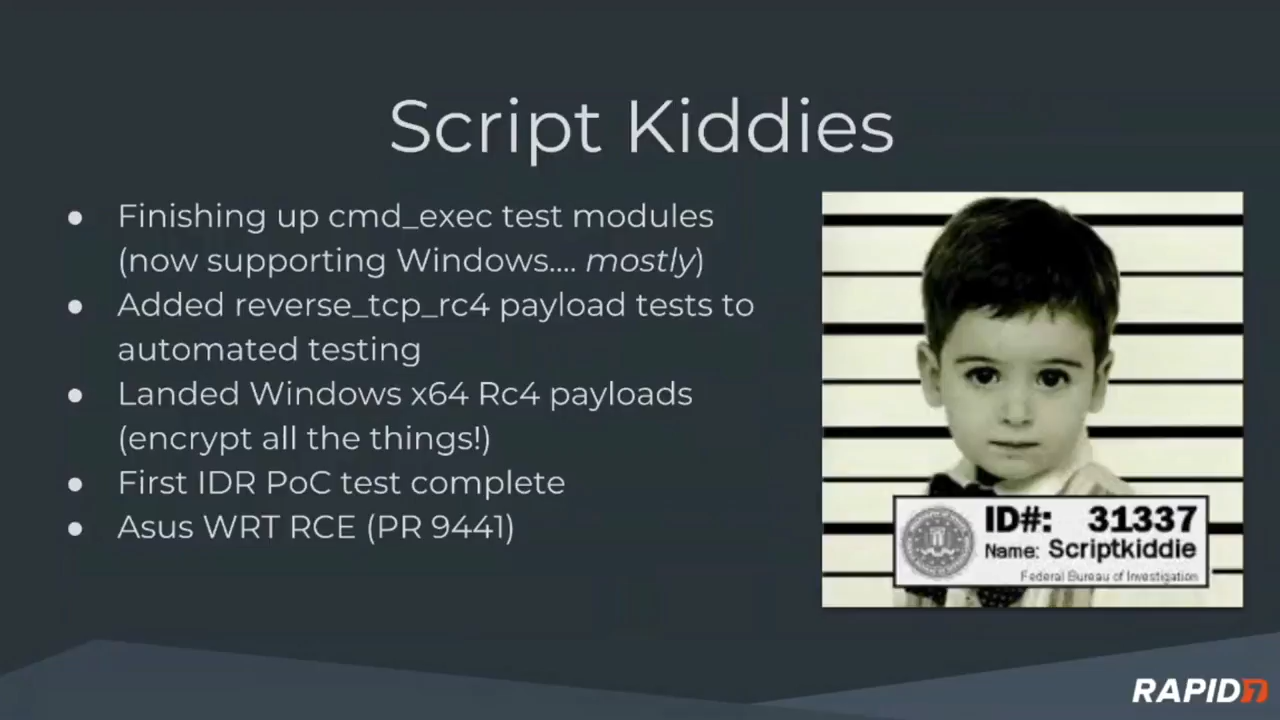 Script Kiddies
● Finishing up cmd_exec test modules
(now supporting Windows.... mostly)
● Added reverse_tcp_rc4 payload tests to
automated testing
● Landed Windows x64 Rc4 payloads
(encrypt all the things!)
● First IDR PoC test complete
● Asus WRT RCE (PR 9441)
ID#: 31337
Name: Scriptkiddie
Federal Bureau of Investigation
RAPID7